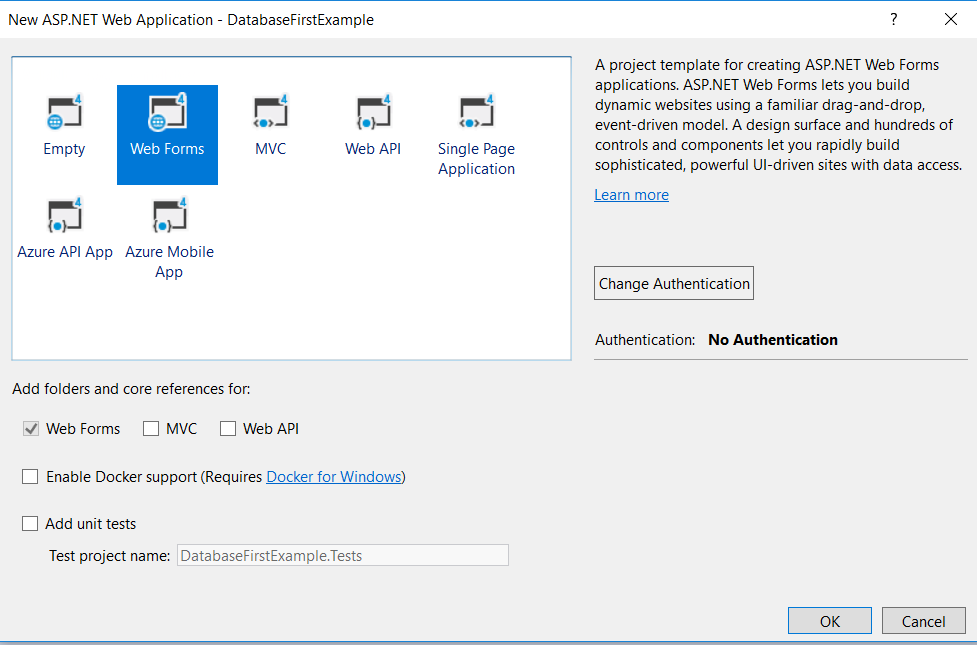 New ASP.NET Web Application - DatabaseFirstExample
?
4
4
4
4
4
Empty
Web Forms
MVC
Web API
Single Page
Application
4
4
Azure API App
Azure Mobile
App
A project template for creating ASP.NET Web Forms
applications. ASP.NET Web Forms lets you build
dynamic websites using a familiar drag-and-drop,
event-driven model. A design surface and hundreds of
controls and components let you rapidly build
sophisticated, powerful UI-driven sites with data access.
Learn more
Change Authentication
Authentication: No Authentication
Add folders and core references for:
Web Forms
MVC
Web API
Enable Docker support (Requires Docker for Windows)
Add unit tests
Test project name: DatabaseFirstExample.Tests
OK
Cancel